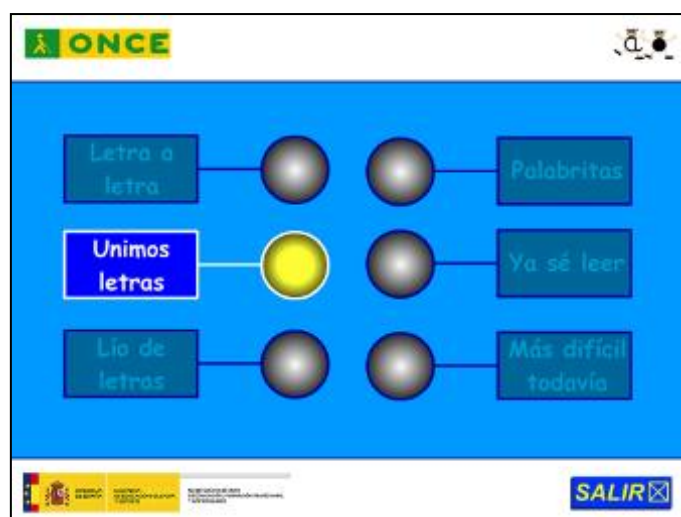 ONCE
Letra a
letra
Palabritas
Unimos
letras
Ya sé leer
Lío de
letras
Más difícil
todavía
SALIR